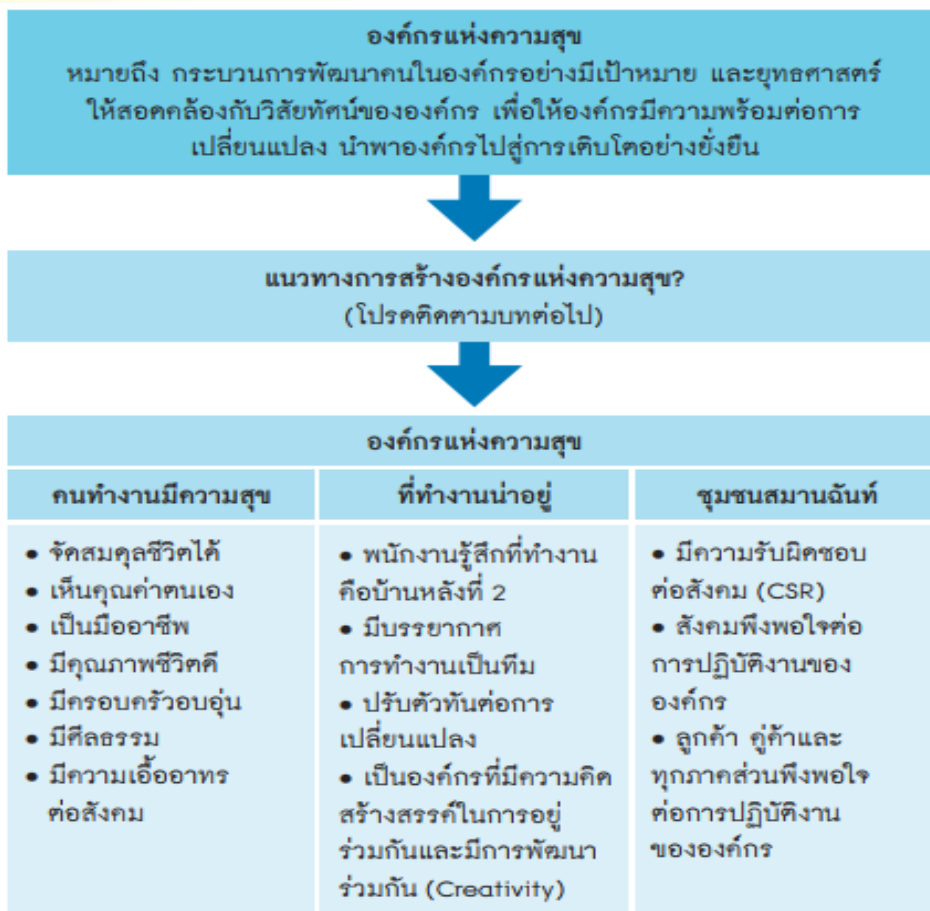 องค์กรแห่งความสุข
หมายถึง กระบวนการพัฒนาคนในองค์กรอย่างมีเป้าหมาย และยุทธศาสตร์
ให้สอดคล้องกับวิสัยทัศน์ขององค์กร เพื่อให้องค์กรมีความพร้อมต่อการ
เปลี่ยนแปลง นำพาองค์กรไปสู่การเติบโตอย่างยั่งยืน
แนวทางการสร้างองค์กรแห่งความสุข?
(โปรดติดตามบทต่อไป)
องค์กรแห่งความสุข
คนทำงานมีความสุข
• จัดสมดุลชีวิตได้
• เห็นคุณค่าตนเอง
• เป็นมืออาชีพ
• มีคุณภาพชีวิตดี
• มีครอบครัวอบอุ่น
• มีศีลธรรม
• มีความเอื้ออาทร
ต่อสังคม
ที่ทำงานน่าอยู่
• พนักงานรู้สึกที่ทำงาน
คือบ้านหลังที่ 2
• มีบรรยากาศ
การทำงานเป็นทีม
• ปรับตัวทันต่อการ
เปลี่ยนแปลง
• เป็นองค์กรที่มีความคิด
สร้างสรรค์ในการอยู่
ร่วมกันและมีการพัฒนา
ร่วมกัน (Creativity)
ชุมชนสมานฉันท์
• มีความรับผิดชอบ
ต่อสังคม (CSR)
• สังคมพึงพอใจต่อ
การปฏิบัติงานของ
องค์กร
• ลูกค้า คู่ค้าและ
ทุกภาคส่วนพึงพอใจ
ต่อการปฏิบัติงาน
ขององค์กร